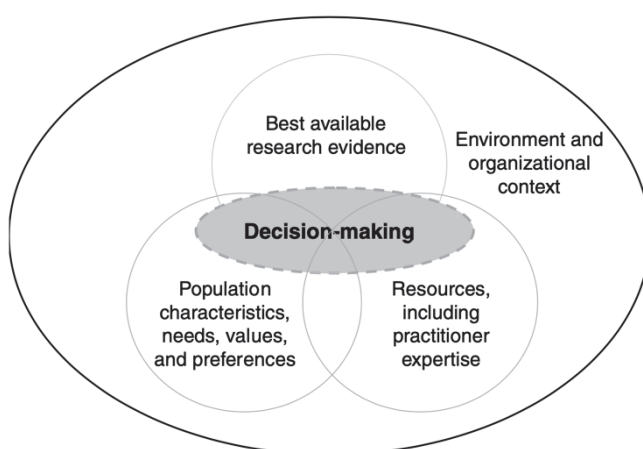 Best available
research evidence
Environment and
organizational
context
Decision-making
Population
characteristics,
needs, values,
and preferences
Resources,
including
practitioner
expertise